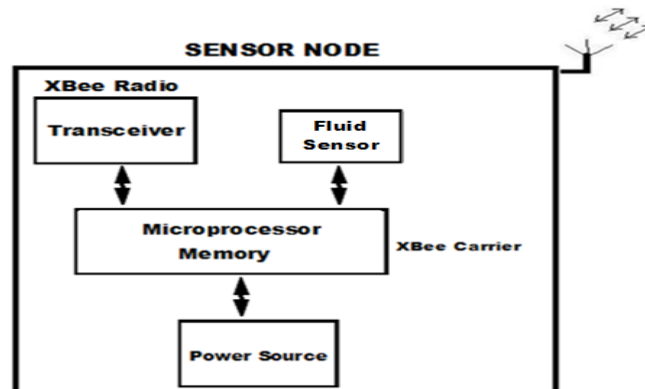 SENSOR NODE
XBee Radio
Transceiver
Fluid
Sensor
Microprocessor
Memory
XBee Carrier
Power Source